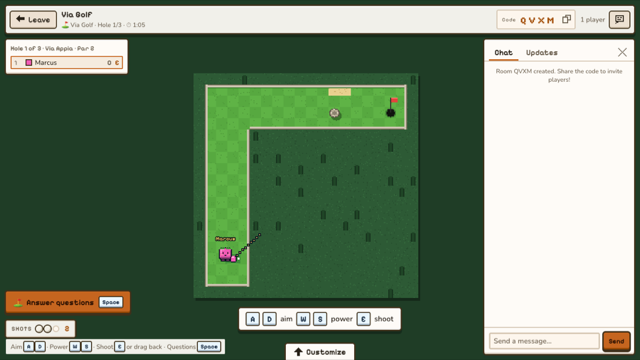 Leave
Via Golf
Via Golf · Hole 1/3 · 1:05
Code QVXM
1 player
Hole 1 of 3 · Via Appia · Par 2
1 Marcus 0
Chat
Updates
Room QVXM created. Share the code to invite players!
Marcus
Answer questions Space
SHOTS 8
Aim A D · Power W S · Shoot E or drag back · Questions Space
A D aim W S power E shoot
Customize
Send a message...
Send